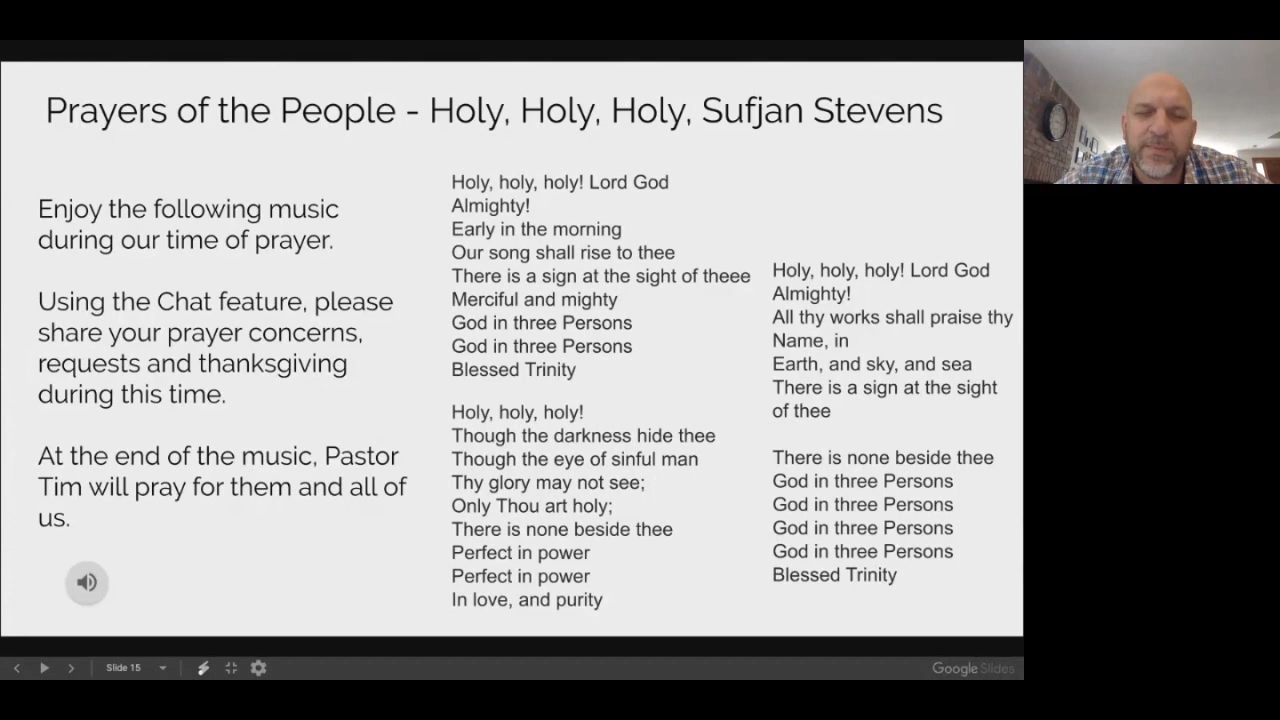 Prayers of the People - Holy, Holy, Holy, Sufjan Stevens
Enjoy the following music
during our time of prayer.
Using the Chat feature, please
share your prayer concerns,
requests and thanksgiving
during this time.
At the end of the music, Pastor
Tim will pray for them and all of
us.
Holy, holy, holy! Lord God
Almighty!
Early in the morning
Our song shall rise to thee
There is a sign at the sight of theee
Merciful and mighty
God in three Persons
God in three Persons
Blessed Trinity
Holy, holy, holy!
Though the darkness hide thee
Though the eye of sinful man
Thy glory may not see;
Only Thou art holy;
There is none beside thee
Perfect in power
Perfect in power
In love, and purity
Holy, holy, holy! Lord God
Almighty!
All thy works shall praise thy
Name, in
Earth, and sky, and sea
There is a sign at the sight
of thee
There is none beside thee
God in three Persons
God in three Persons
God in three Persons
God in three Persons
Blessed Trinity
Slide 15
Google Slides